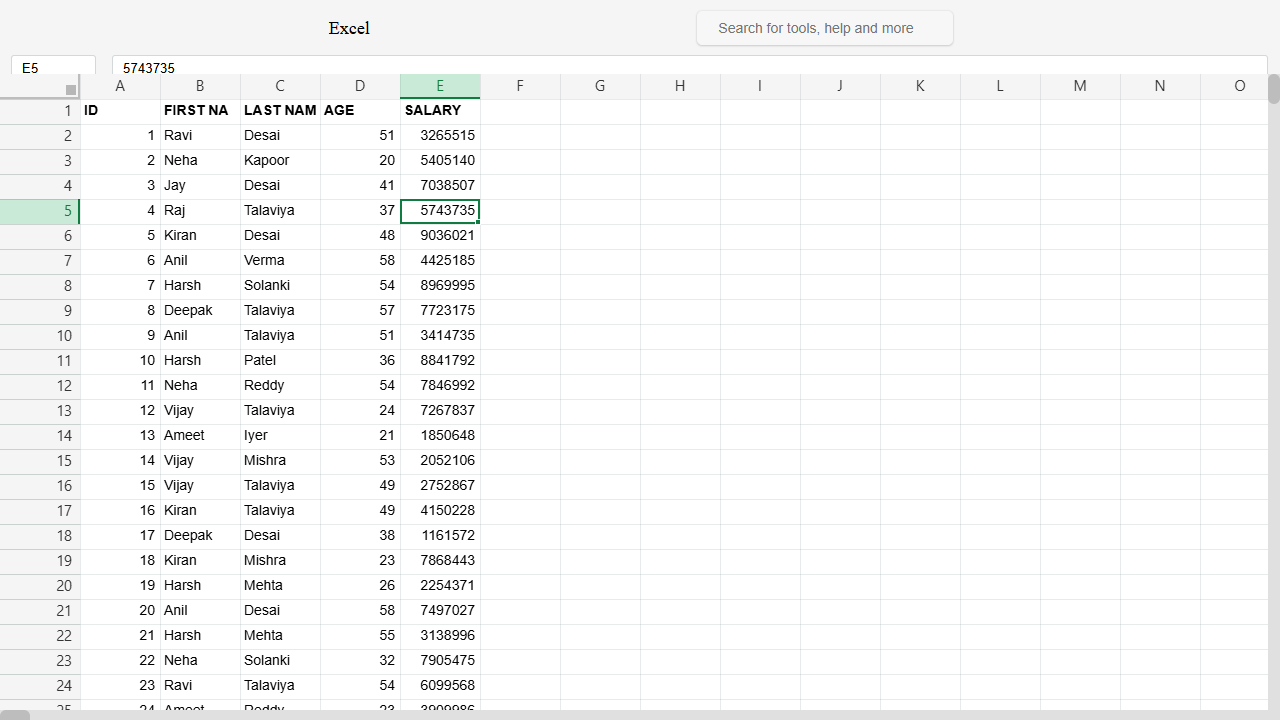 Excel
Search for tools, help and more
E5 5743735
A B C D E F G H I J K L M N O
1 ID FIRST NA LAST NAM AGE SALARY
2 1 Ravi Desai 51 3265515
3 2 Neha Kapoor 20 5405140
4 3 Jay Desai 41 7038507
5 4 Raj Talaviya 37 5743735
6 5 Kiran Desai 48 9036021
7 6 Anil Verma 58 4425185
8 7 Harsh Solanki 54 8969995
9 8 Deepak Talaviya 57 7723175
10 9 Anil Talaviya 51 3414735
11 10 Harsh Patel 36 8841792
12 11 Neha Reddy 54 7846992
13 12 Vijay Talaviya 24 7267837
14 13 Ameet Iyer 21 1850648
15 14 Vijay Mishra 53 2052106
16 15 Vijay Talaviya 49 2752867
17 16 Kiran Talaviya 49 4150228
18 17 Deepak Desai 38 1161572
19 18 Kiran Mishra 23 7868443
20 19 Harsh Mehta 26 2254371
21 20 Anil Desai 58 7497027
22 21 Harsh Mehta 55 3138996
23 22 Neha Solanki 32 7905475
24 23 Ravi Talaviya 54 6099568
25 24 Ameet Reddy 23